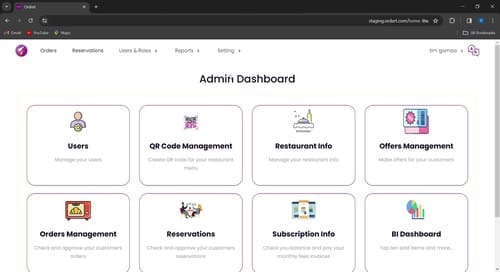 Ordert
staging.ordert.com/home
Gmail
YouTube
Maps
All Bookmarks
Orders
Reservations
Users & Roles
Reports
Setting
tim gomaa
Admin Dashboard
Users
Manage your users
QR Code Management
Create QR code for your restaurant
menu
Restaurant Info
Manage your restaurant info
Offers Management
Make offers for your customers
Orders Management
Check and approve your customers
orders
Reservations
Check and approve your customers
reservations
Subscription Info
Check you balance and pay your
monthly fees invoices
BI Dashboard
Top ten sold items and more...